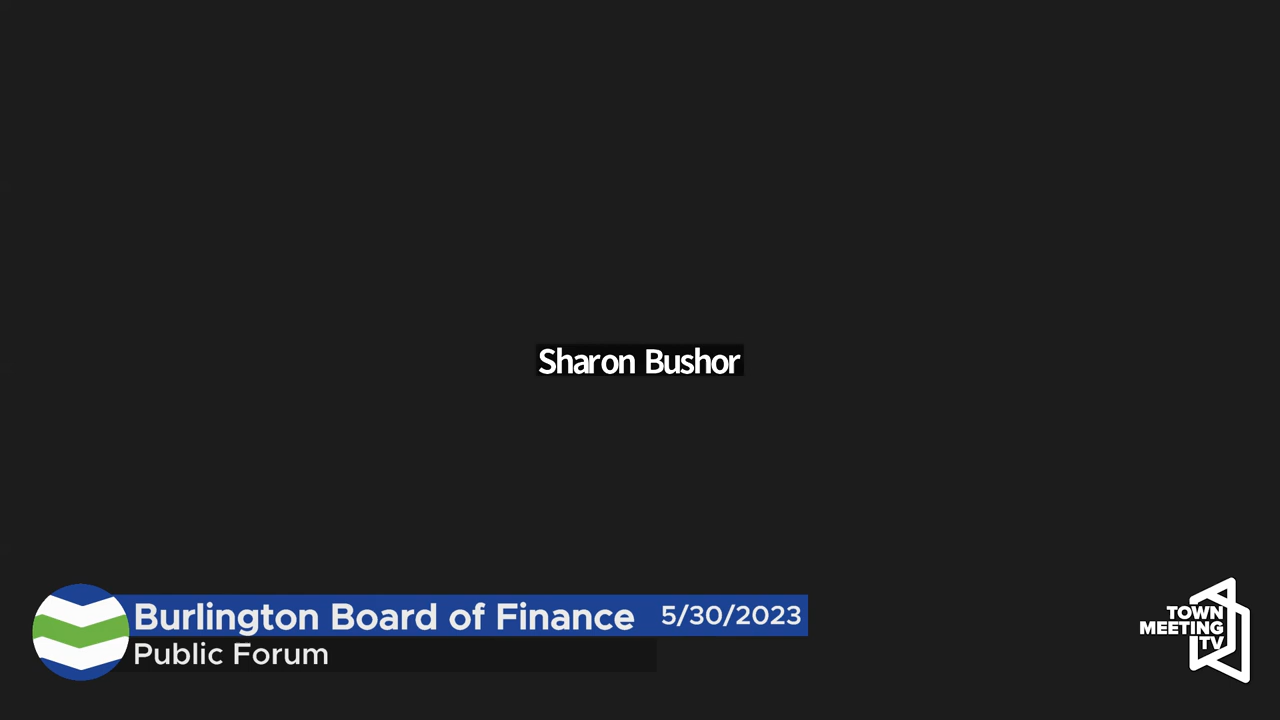 Sharon Bushor
Burlington Board of Finance 5/30/2023
Public Forum
TOWN
MEETING
TV